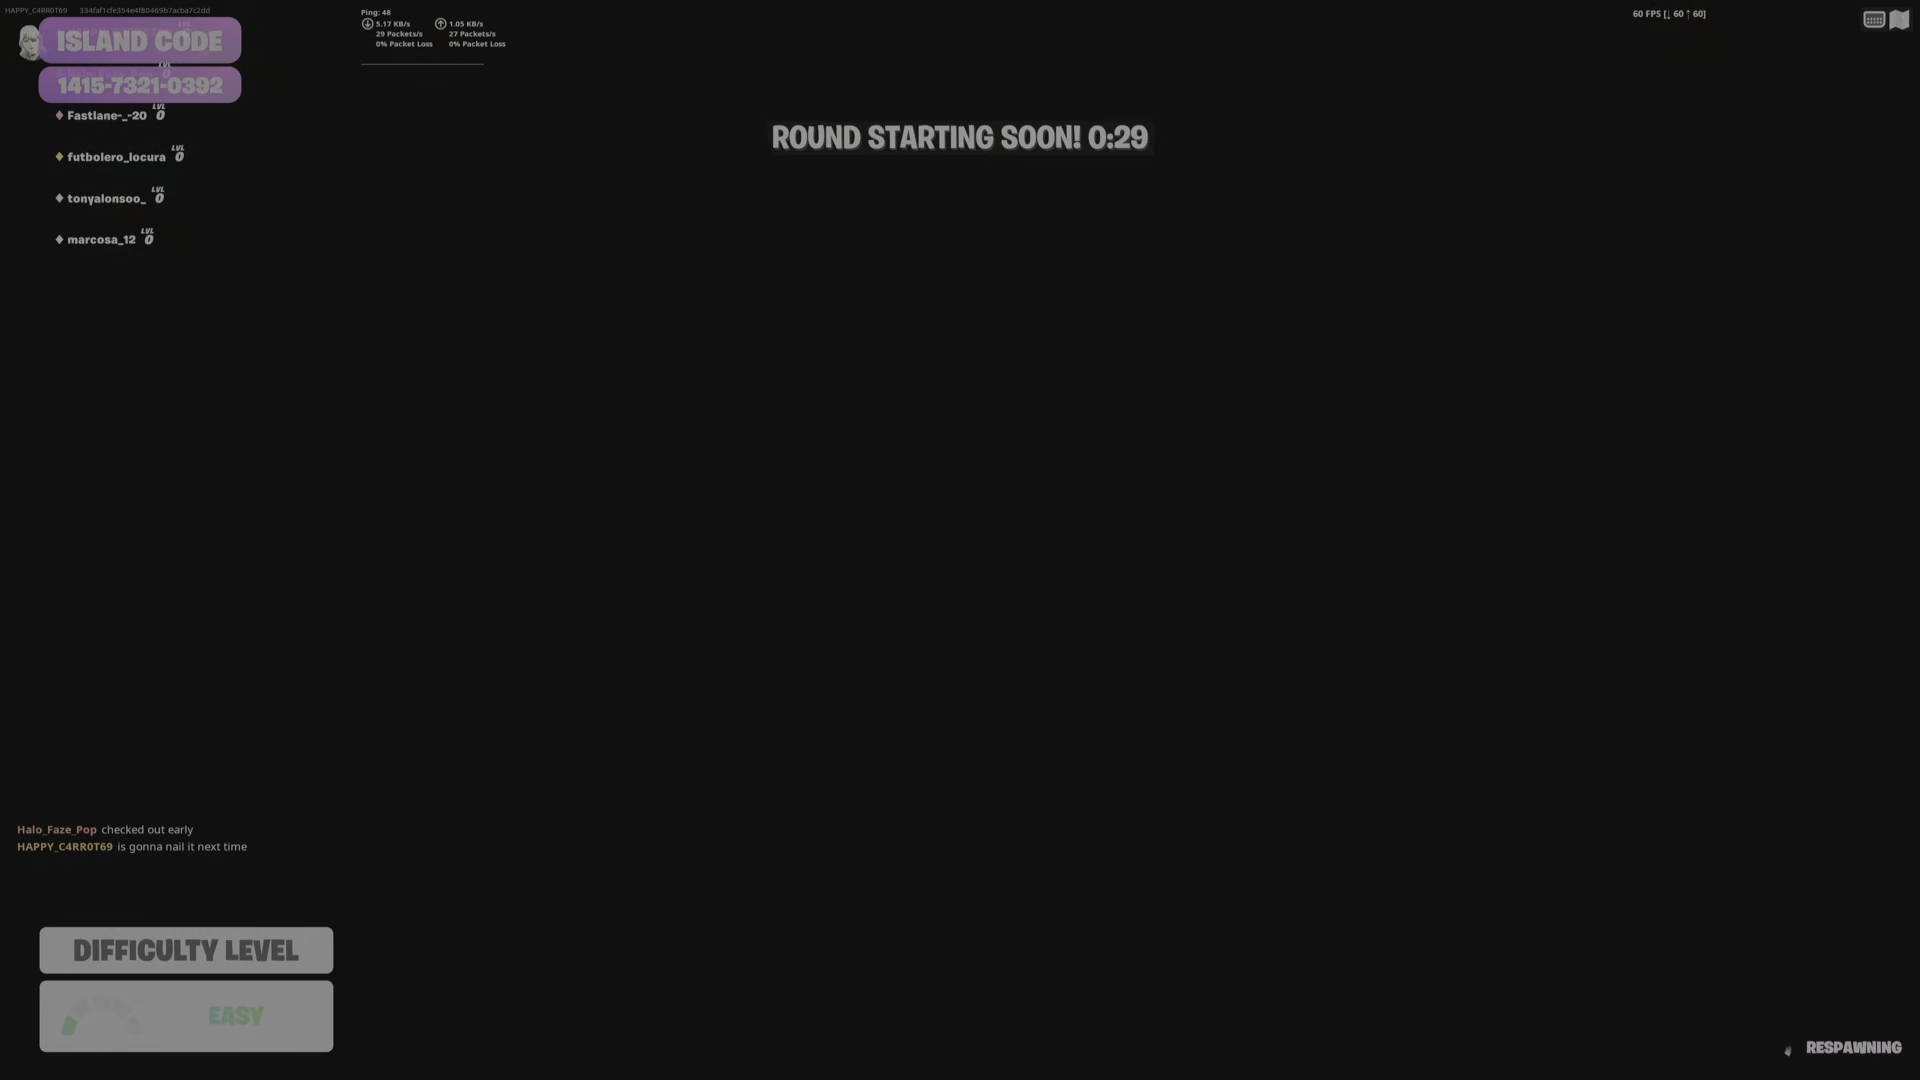 HAPPY_C4RR0T69 334faf1cfe354e4f80469b7acba7c2dd
ISLAND CODE
1415-7321-0392
Fastlane-_-20 LVL 0
futbolero_locura LVL 0
tonyalonsoo_ LVL 0
marcosa_12 LVL 0
Ping: 48
5.17 KB/s 1.05 KB/s
29 Packets/s 27 Packets/s
0% Packet Loss 0% Packet Loss
60 FPS [↓ 60 ↑ 60]
ROUND STARTING SOON! 0:29
Halo_Faze_Pop checked out early
HAPPY_C4RR0T69 is gonna nail it next time
DIFFICULTY LEVEL
EASY
RESPAWNING